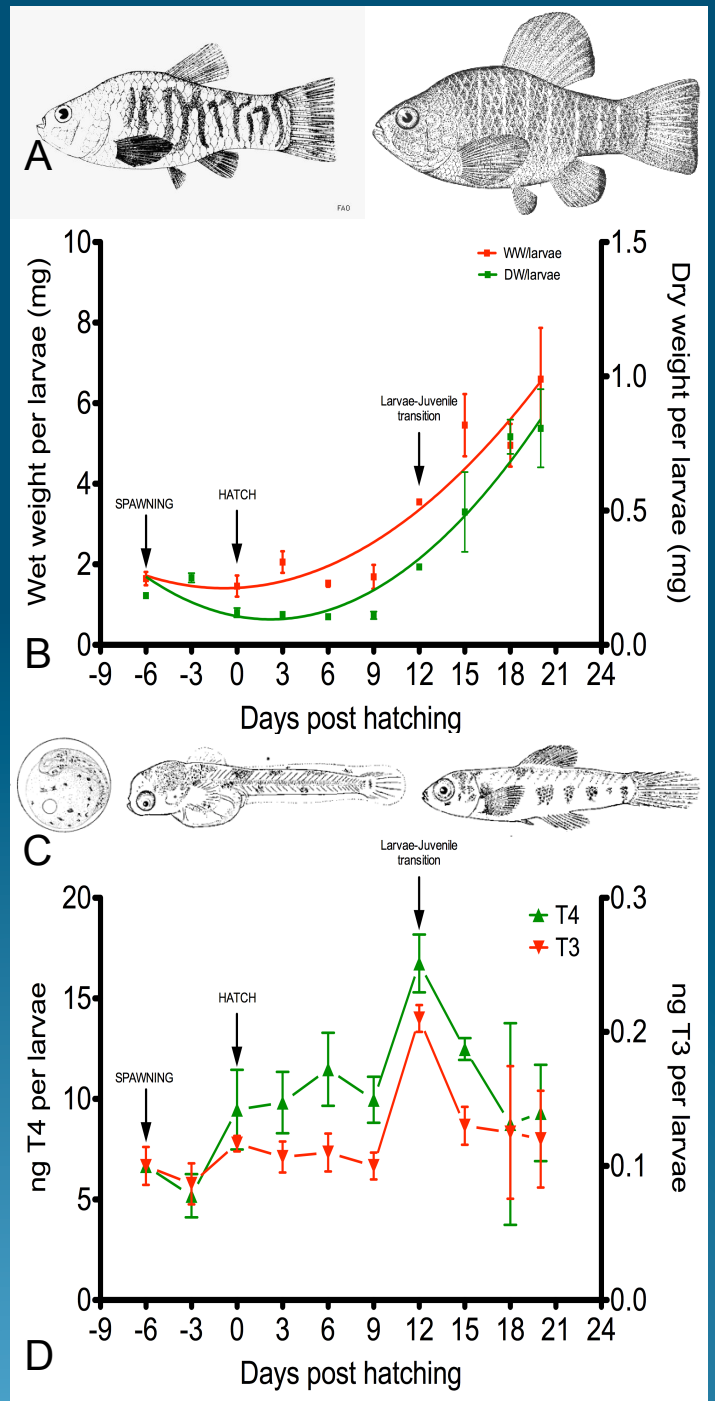 A
FAO
10
8
6
4
2
0
Wet weight per larvae (mg)
1.5
1.0
0.5
0.0
Dry weight per larvae (mg)
WW/larvae
DW/larvae
SPAWNING
HATCH
Larvae-Juvenile
transition
B
-9 -6 -3 0 3 6 9 12 15 18 21 24
Days post hatching
C
Larvae-Juvenile
transition
20
15
10
5
0
ng T4 per larvae
0.3
0.2
0.1
0.0
ng T3 per larvae
T4
T3
HATCH
SPAWNING
-9 -6 -3 0 3 6 9 12 15 18 21 24
D
Days post hatching